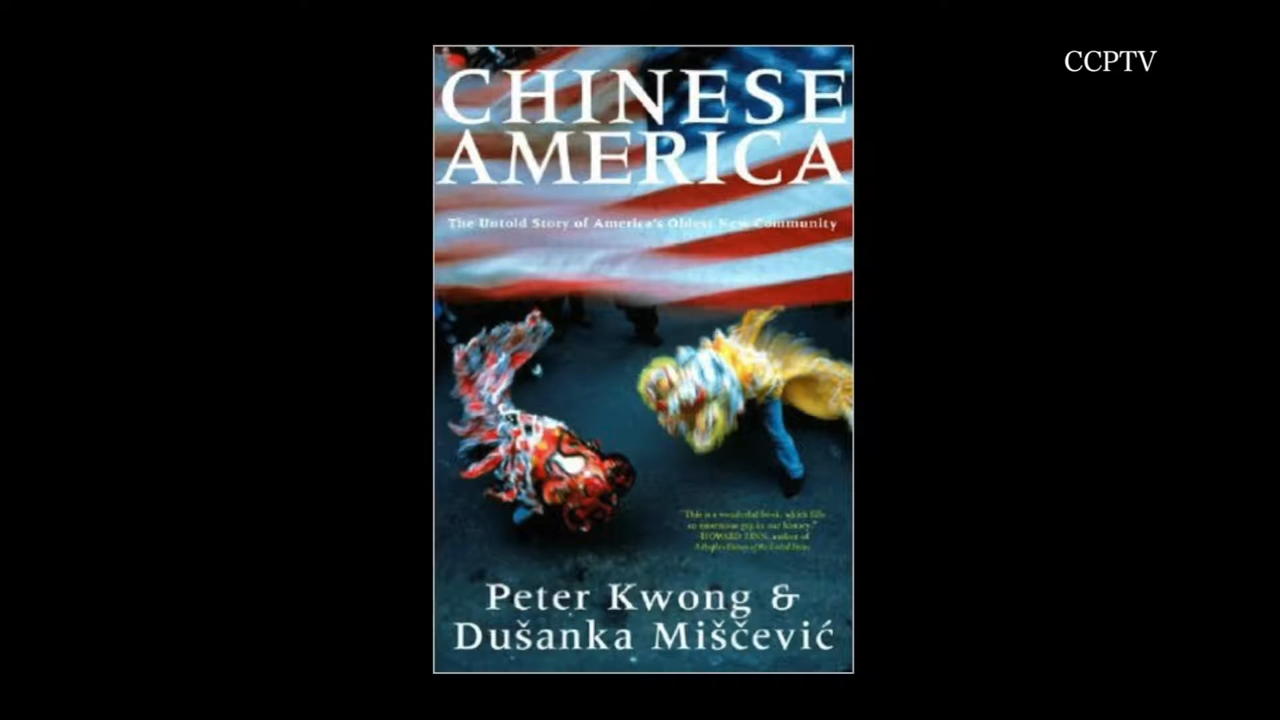 CCPTV
CHINESE
AMERICA
The Untold Story of America's Oldest New Community
"This is a wonderful book, which fills
an enormous gap in our history."
—HOWARD ZINN, author of
A People's History of the United States
Peter Kwong &
Dušanka Miščević